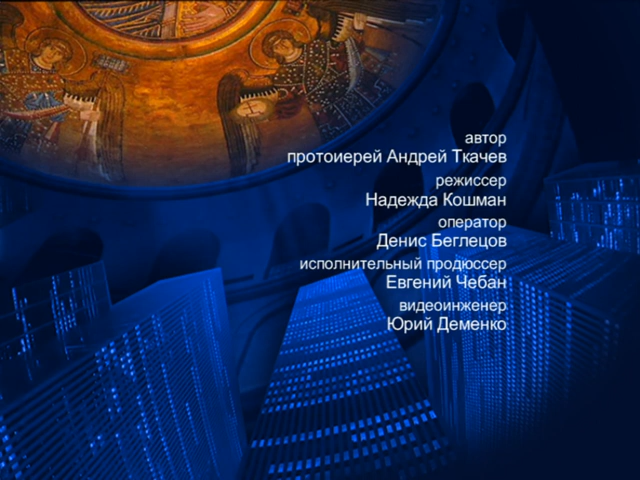 автор
протоиерей Андрей Ткачев
режиссер
Надежда Кошман
оператор
Денис Беглецов
исполнительный продюссер
Евгений Чебан
видеоинженер
Юрий Деменко